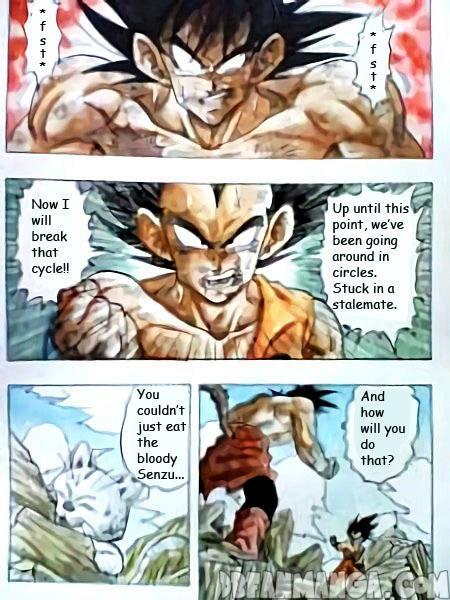 *fst*
*fst*
Up until this
point, we've
been going
around in
circles.
Stuck in a
stalemate.
Now I
will
break
that
cycle!!
And
how
will you
do
that?
You
couldn't
just eat
the
bloody
Senzu...
DBFANMANGA.COM